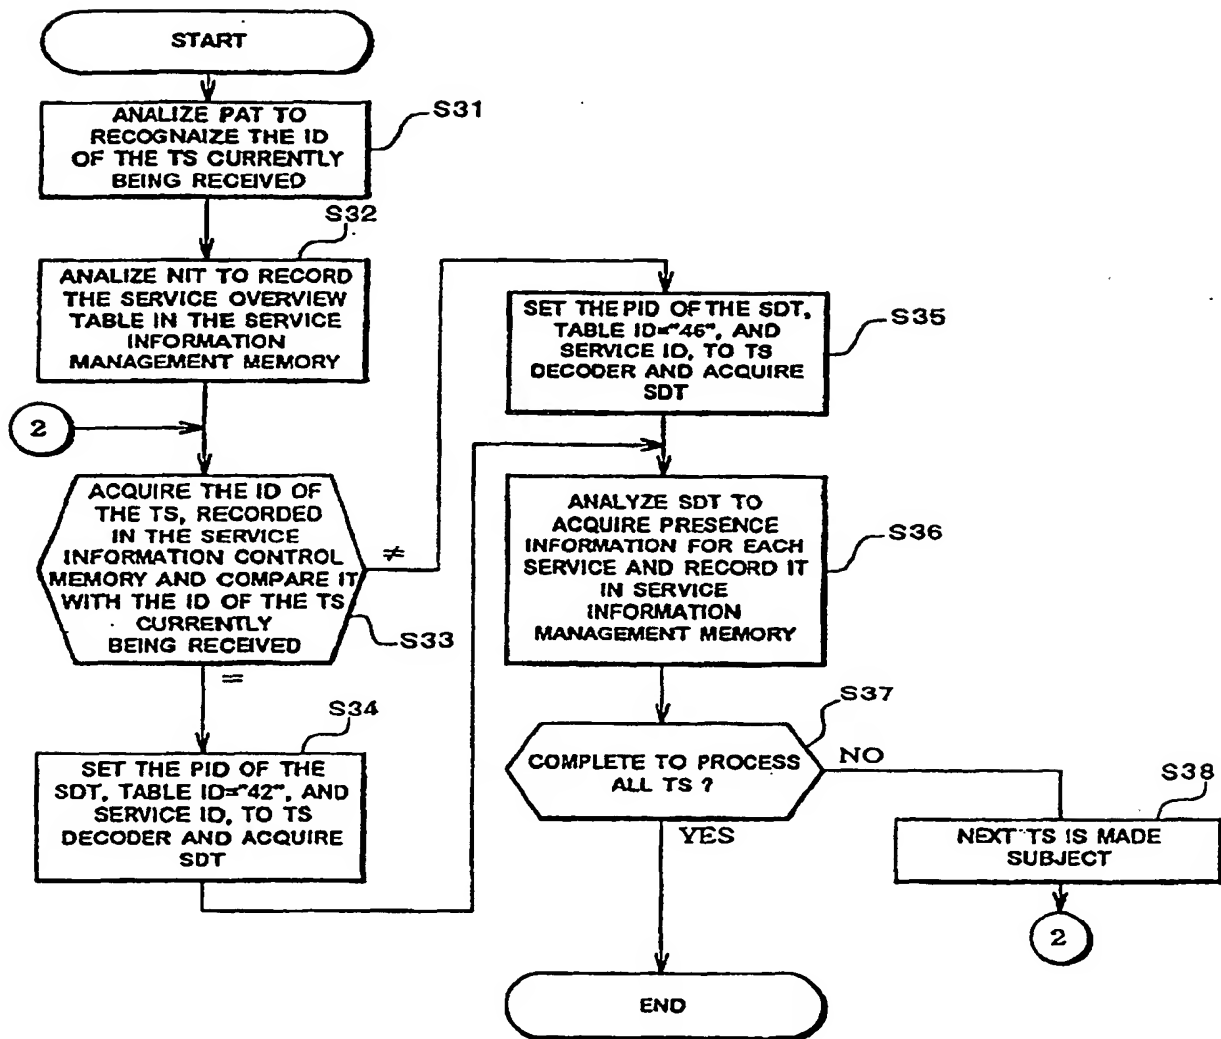 START
ANALIZE PAT TO
RECOGNAIZE THE ID
OF THE TS CURRENTLY
BEING RECEIVED
S31
S32
ANALIZE NIT TO RECORD
THE SERVICE OVERVIEW
TABLE IN THE SERVICE
INFORMATION
MANAGEMENT MEMORY
2
ACQUIRE THE ID OF
THE TS, RECORDED
IN THE SERVICE
INFORMATION CONTROL
MEMORY AND COMPARE IT
WITH THE ID OF THE TS
CURRENTLY
BEING RECEIVED
≠
S33
=
S34
SET THE PID OF THE
SDT, TABLE ID="42", AND
SERVICE ID, TO TS
DECODER AND ACQUIRE
SDT
SET THE PID OF THE SDT,
TABLE ID="46", AND
SERVICE ID, TO TS
DECODER AND ACQUIRE
SDT
S35
ANALYZE SDT TO
ACQUIRE PRESENCE
INFORMATION FOR EACH
SERVICE AND RECORD IT
IN SERVICE
INFORMATION
MANAGEMENT MEMORY
S36
S37
COMPLETE TO PROCESS
ALL TS ?
NO
YES
S38
NEXT TS IS MADE
SUBJECT
2
END